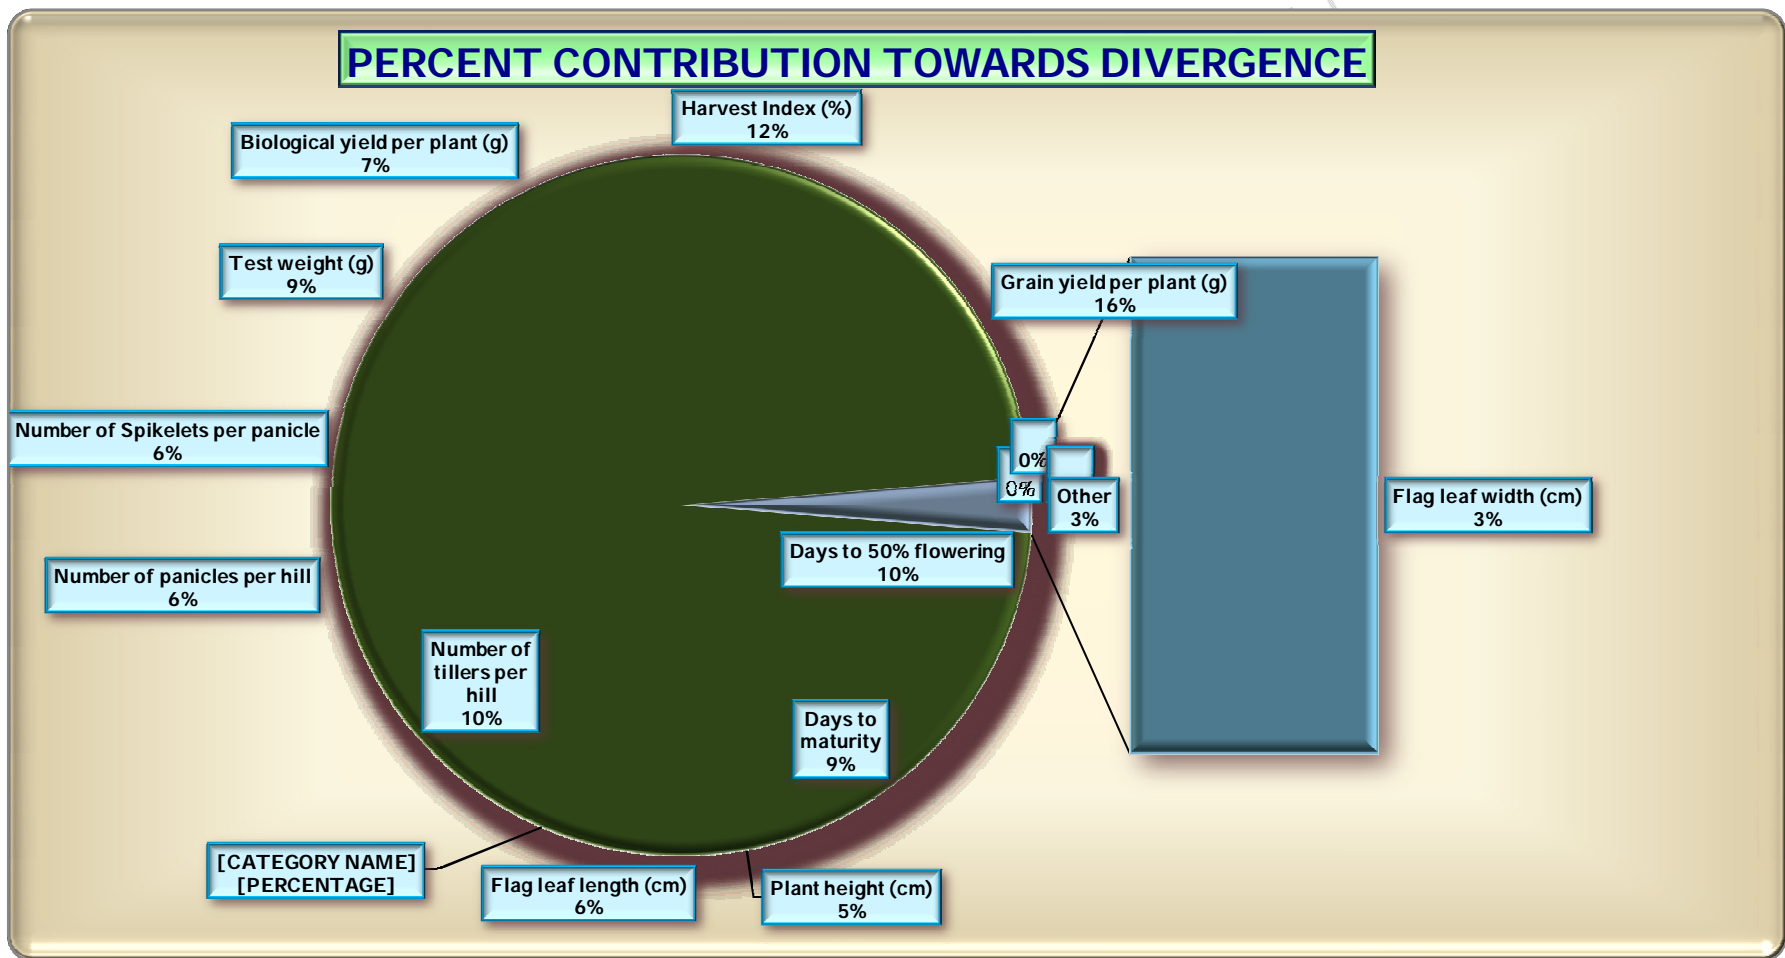 PERCENT CONTRIBUTION TOWARDS DIVERGENCE
Harvest Index (%)
12%
Biological yield per plant (g)
7%
Test weight (g)
9%
Grain yield per plant (g)
16%
Number of Spikelets per panicle
6%
0%
0%
Other
3%
Flag leaf width (cm)
3%
Days to 50% flowering
10%
Number of panicles per hill
6%
Number of
tillers per
hill
10%
Days to
maturity
9%
[CATEGORY NAME]
[PERCENTAGE]
Flag leaf length (cm)
6%
Plant height (cm)
5%